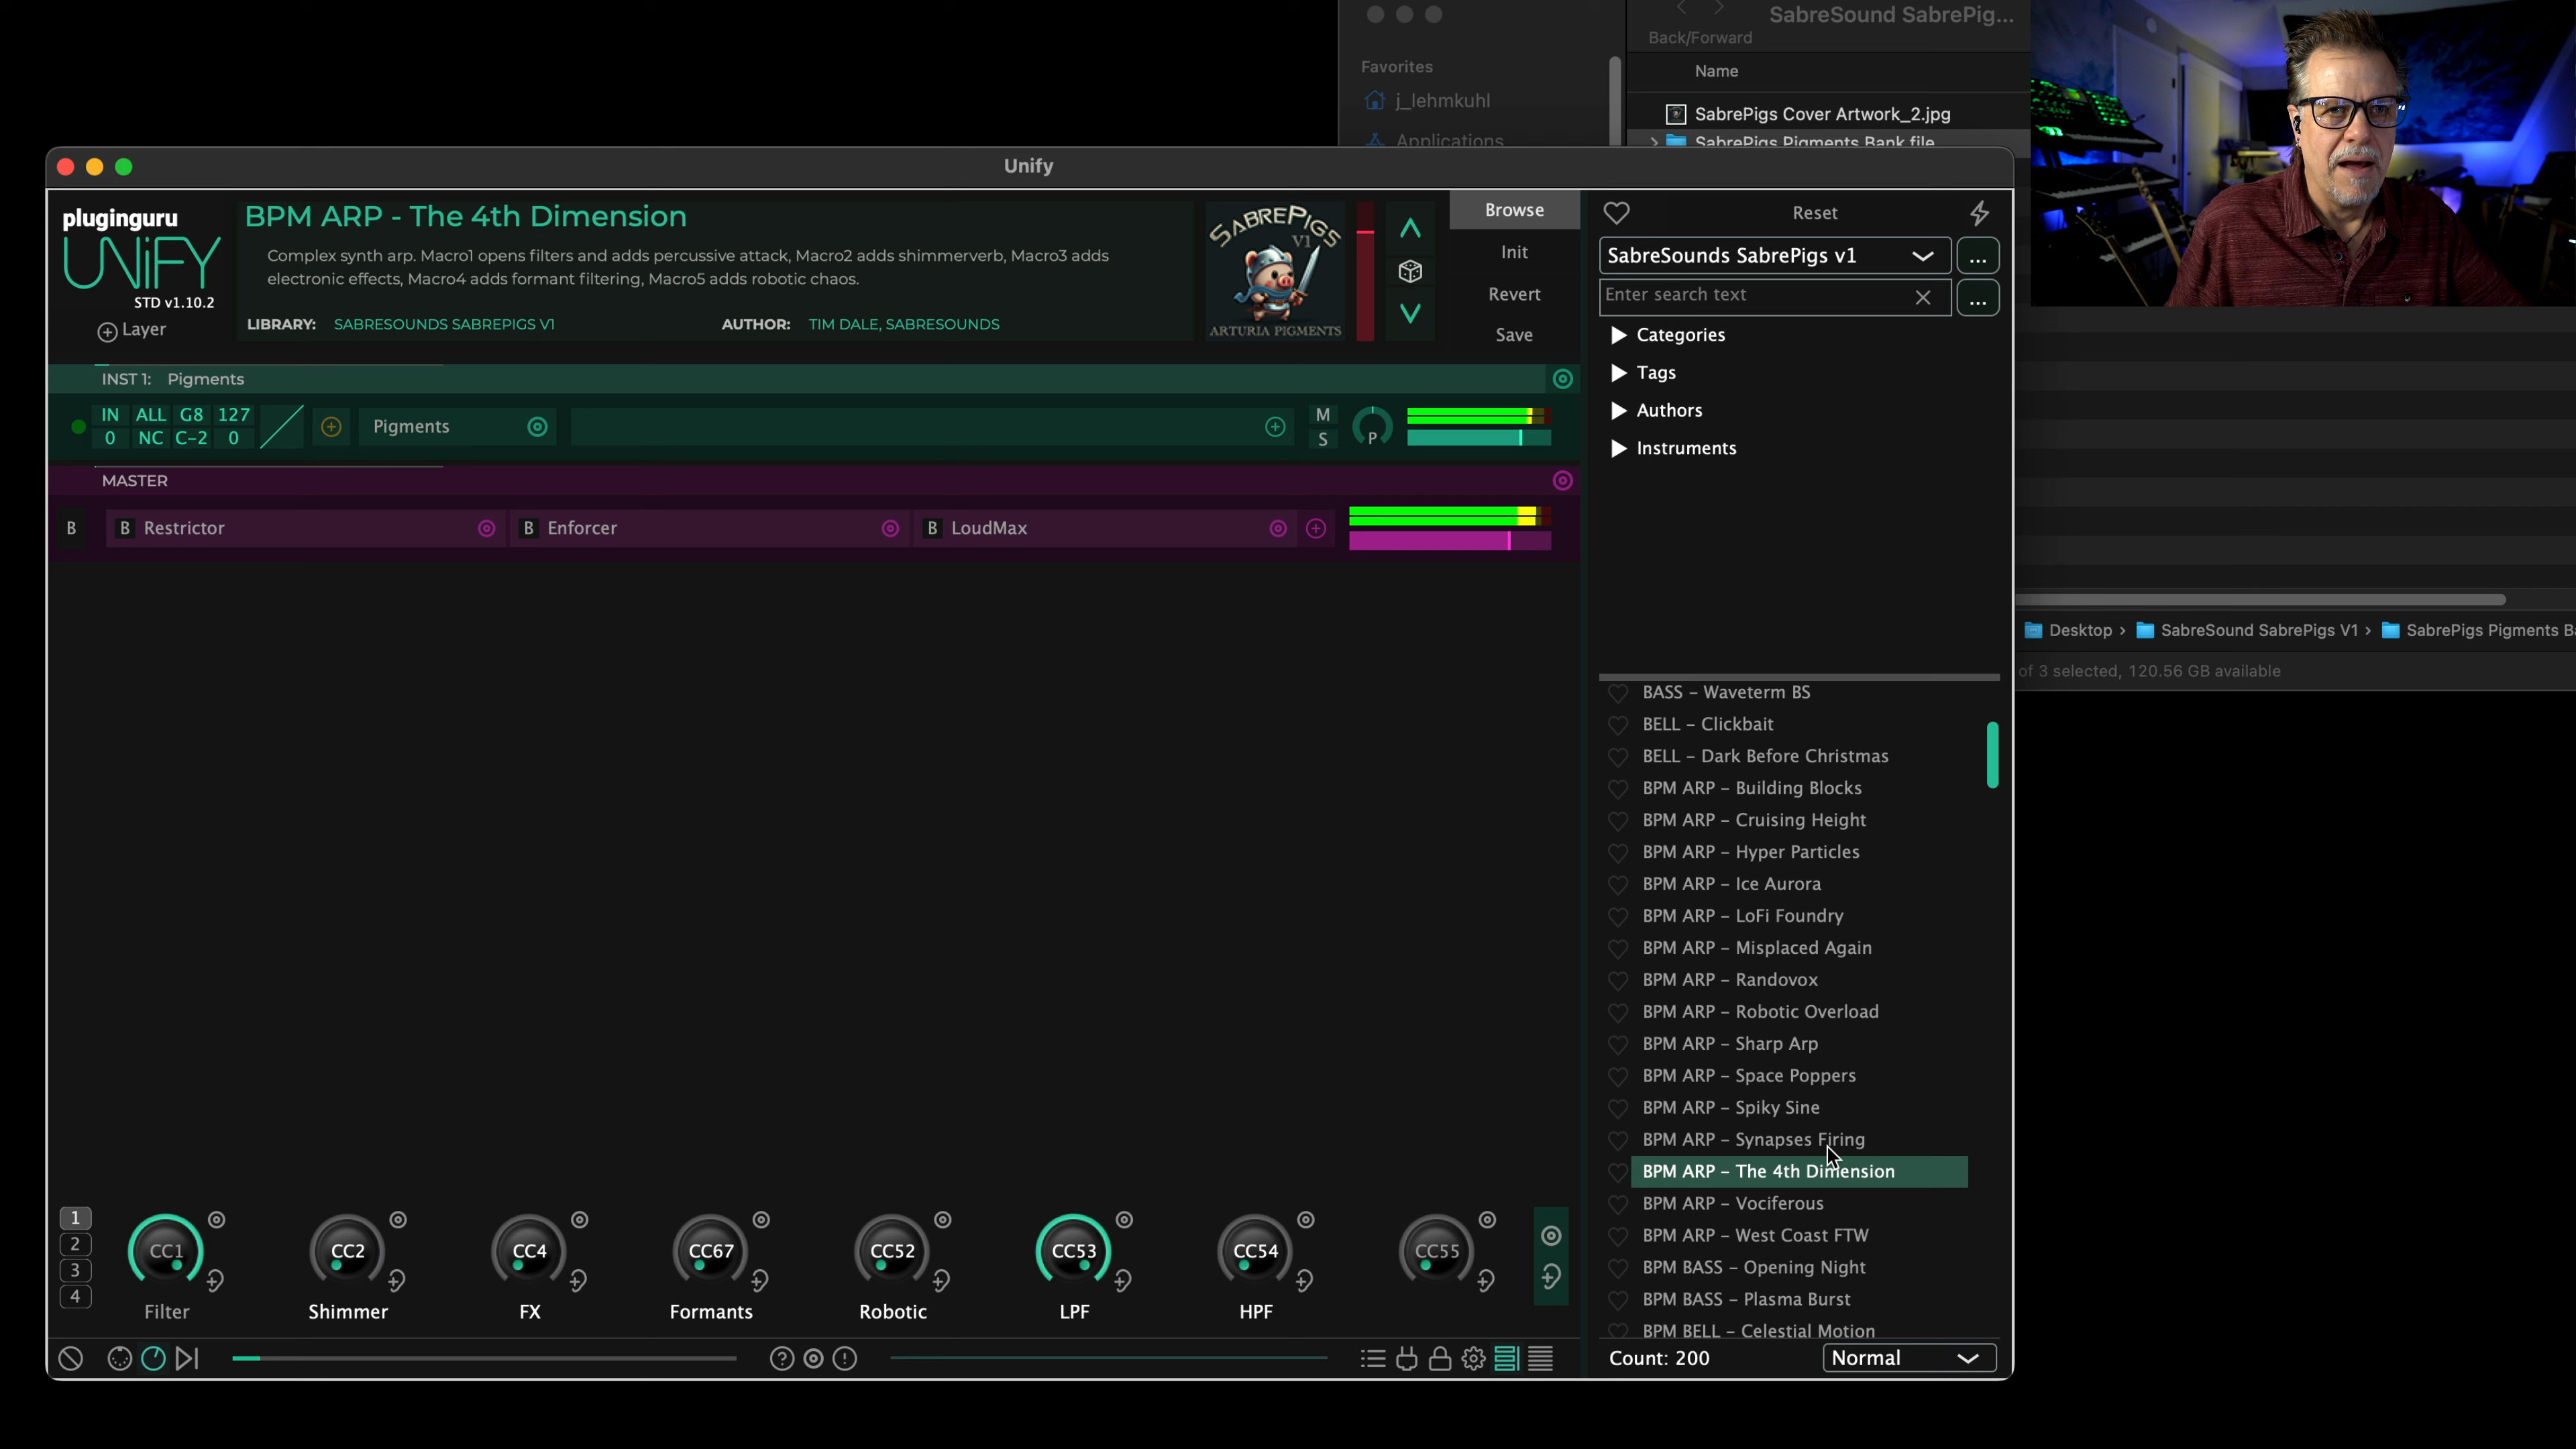 SabreSound SabrePig...
Back/Forward
Favorites
Name
j_lehmkuhl
SabrePigs Cover Artwork_2.jpg
Applications
SabrePigs Pigments Bank file
Unify
pluginguru
UNiFY
STD v1.10.2
Layer
BPM ARP - The 4th Dimension
Complex synth arp. Macro1 opens filters and adds percussive attack, Macro2 adds shimmerverb, Macro3 adds
electronic effects, Macro4 adds formant filtering, Macro5 adds robotic chaos.
LIBRARY: SABRESOUNDS SABREPIGS V1 AUTHOR: TIM DALE, SABRESOUNDS
SABREPIGS
V1
ARTURIA PIGMENTS
Browse
Init
Revert
Save
INST 1: Pigments
IN ALL G8 127
0 NC C-2 0
Pigments
M
S
P
MASTER
B B Restrictor B Enforcer B LoudMax
1
2
3
4
CC1 CC2 CC4 CC67 CC52 CC53 CC54 CC55
Filter Shimmer FX Formants Robotic LPF HPF
Reset
SabreSounds SabrePigs v1 ...
Enter search text ...
Categories
Tags
Authors
Instruments
BASS – Waveterm BS
BELL – Clickbait
BELL – Dark Before Christmas
BPM ARP – Building Blocks
BPM ARP – Cruising Height
BPM ARP – Hyper Particles
BPM ARP – Ice Aurora
BPM ARP – LoFi Foundry
BPM ARP – Misplaced Again
BPM ARP – Randovox
BPM ARP – Robotic Overload
BPM ARP – Sharp Arp
BPM ARP – Space Poppers
BPM ARP – Spiky Sine
BPM ARP – Synapses Firing
BPM ARP – The 4th Dimension
BPM ARP – Vociferous
BPM ARP – West Coast FTW
BPM BASS – Opening Night
BPM BASS – Plasma Burst
BPM BELL – Celestial Motion
Count: 200 Normal
Desktop › SabreSound SabrePigs V1 › SabrePigs Pigments B
of 3 selected, 120.56 GB available